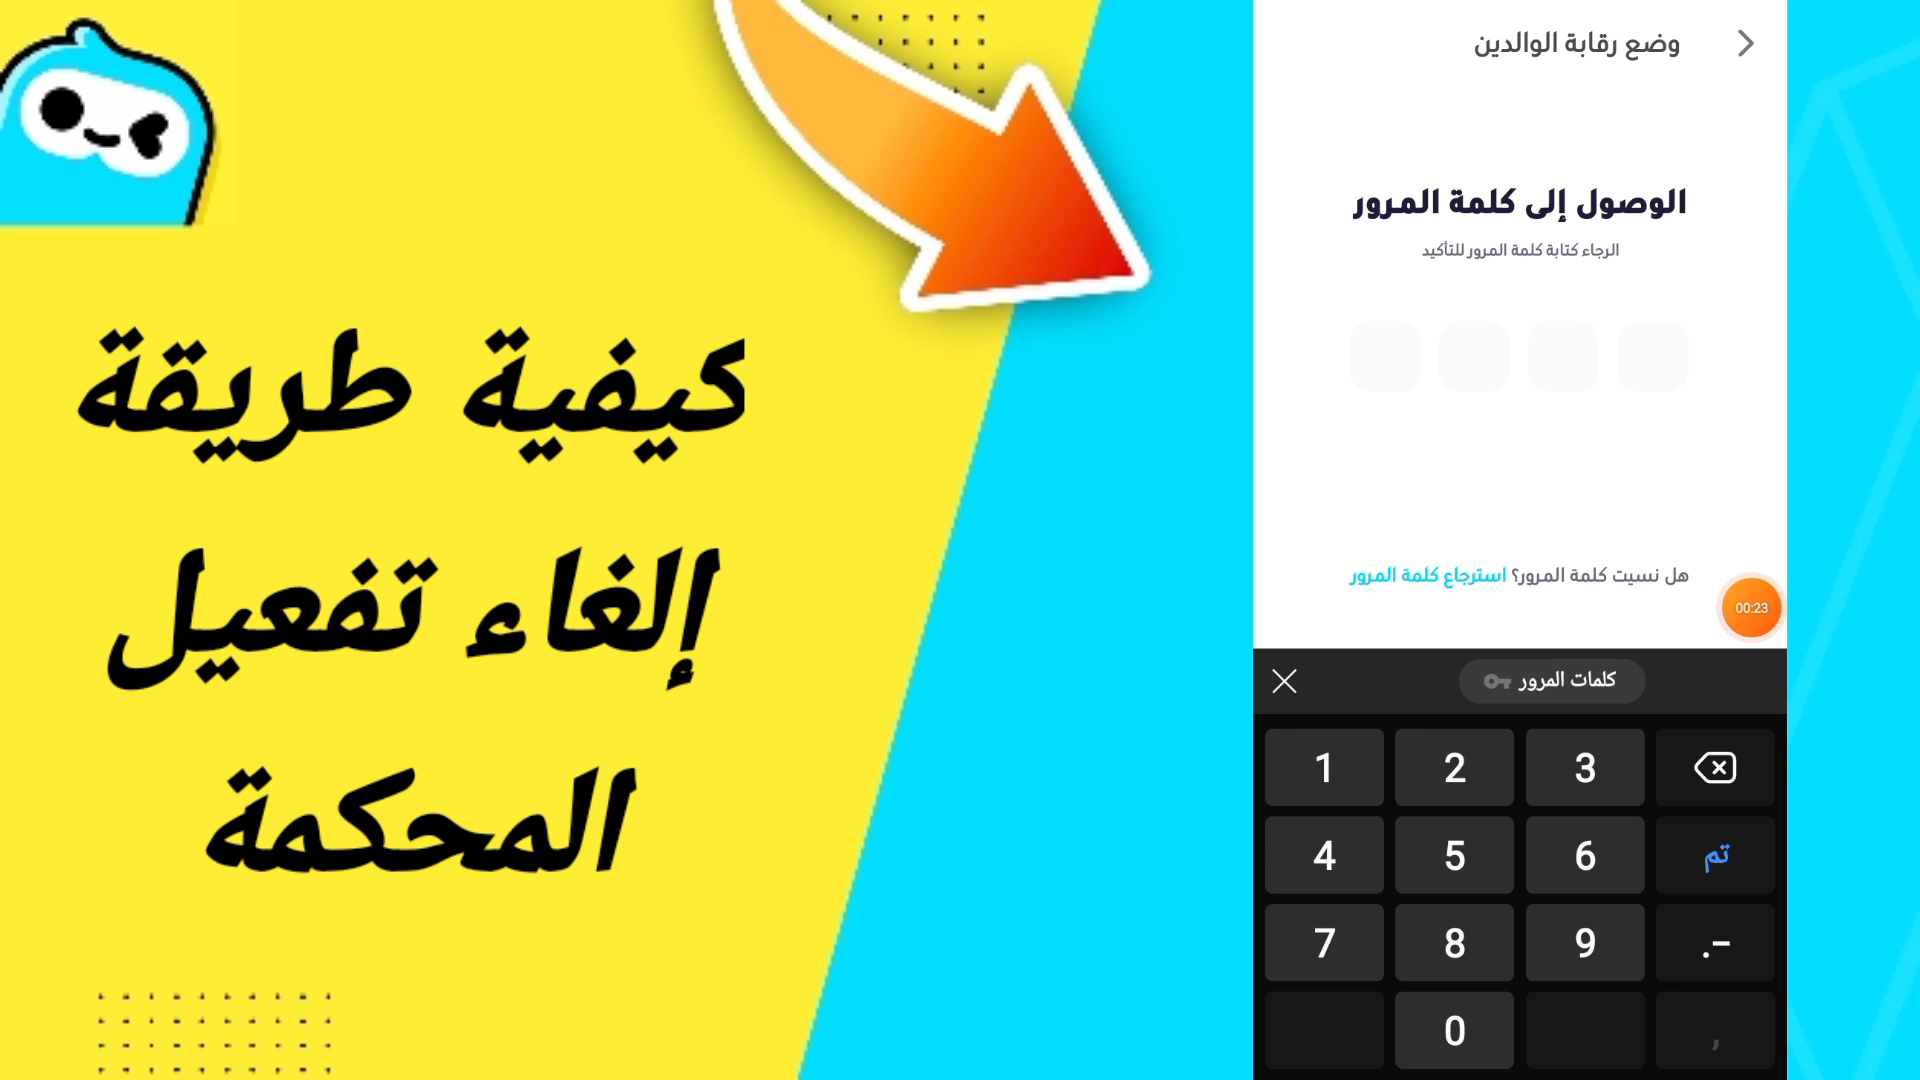 كيفية طريقة
إلغاء تفعيل
المحكمة
وضع رقابة الوالدين
الوصول إلى كلمة المرور
الرجاء كتابة كلمة المرور للتأكيد
هل نسيت كلمة المرور؟ استرجاع كلمة المرور
00:23
كلمات المرور
1 2 3
4 5 6 تم
7 8 9 .-
0 ,